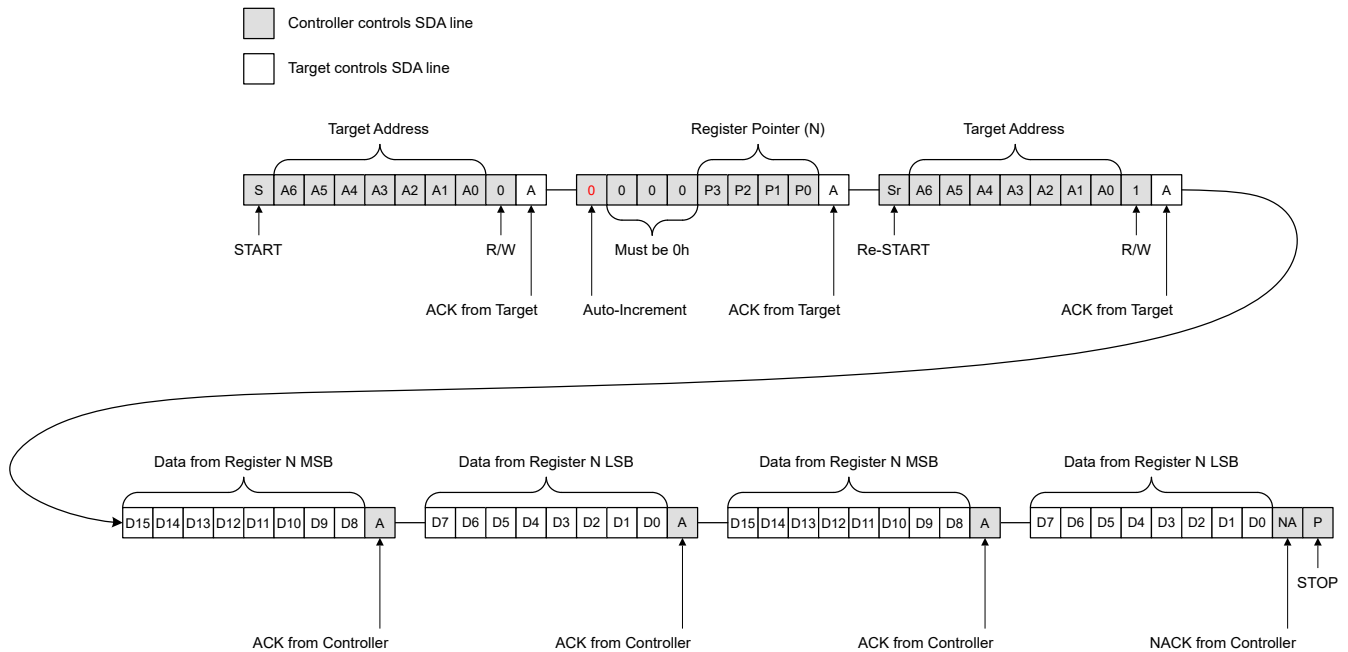 Controller controls SDA line
Target controls SDA line
Target Address
Register Pointer (N)
Target Address
S A6 A5 A4 A3 A2 A1 A0 0 A 0 0 0 0 P3 P2 P1 P0 A Sr A6 A5 A4 A3 A2 A1 A0 1 A
START R/W Must be 0h Re-START R/W
ACK from Target Auto-Increment ACK from Target ACK from Target
Data from Register N MSB
Data from Register N LSB
Data from Register N MSB
Data from Register N LSB
D15 D14 D13 D12 D11 D10 D9 D8 A D7 D6 D5 D4 D3 D2 D1 D0 A D15 D14 D13 D12 D11 D10 D9 D8 A D7 D6 D5 D4 D3 D2 D1 D0 NA P
STOP
ACK from Controller ACK from Controller ACK from Controller NACK from Controller